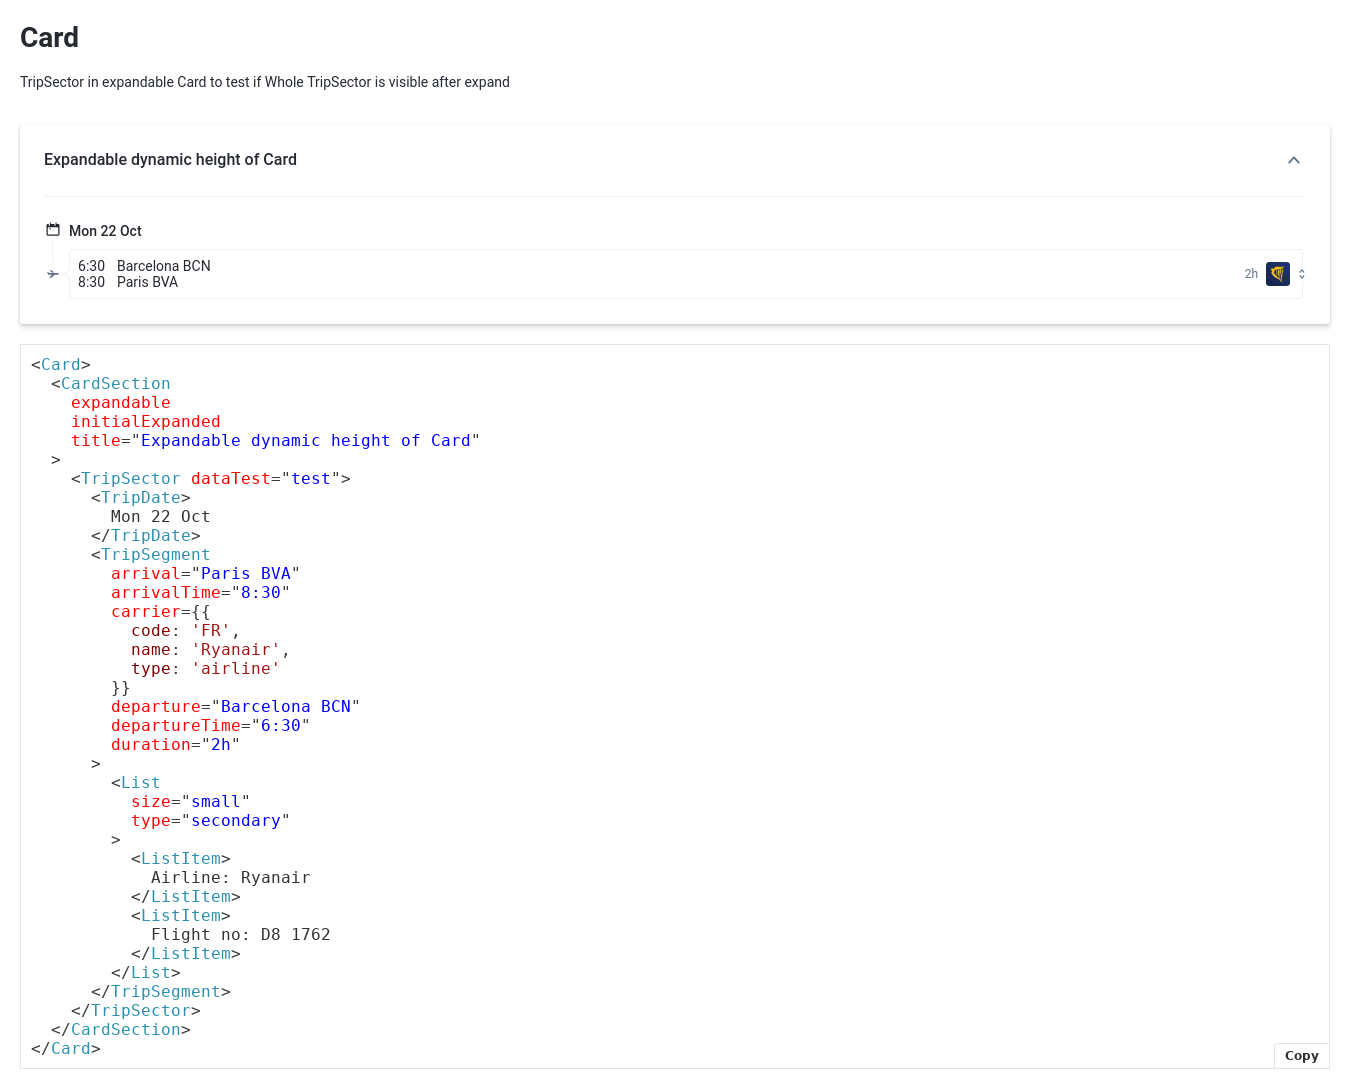 Card
TripSector in expandable Card to test if Whole TripSector is visible after expand
Expandable dynamic height of Card
Mon 22 Oct
6:30 Barcelona BCN
8:30 Paris BVA
2h
<Card>
  <CardSection
    expandable
    initialExpanded
    title="Expandable dynamic height of Card"
  >
    <TripSector dataTest="test">
      <TripDate>
        Mon 22 Oct
      </TripDate>
      <TripSegment
        arrival="Paris BVA"
        arrivalTime="8:30"
        carrier={{
          code: 'FR',
          name: 'Ryanair',
          type: 'airline'
        }}
        departure="Barcelona BCN"
        departureTime="6:30"
        duration="2h"
      >
        <List
          size="small"
          type="secondary"
        >
          <ListItem>
            Airline: Ryanair
          </ListItem>
          <ListItem>
            Flight no: D8 1762
          </ListItem>
        </List>
      </TripSegment>
    </TripSector>
  </CardSection>
</Card>
Copy